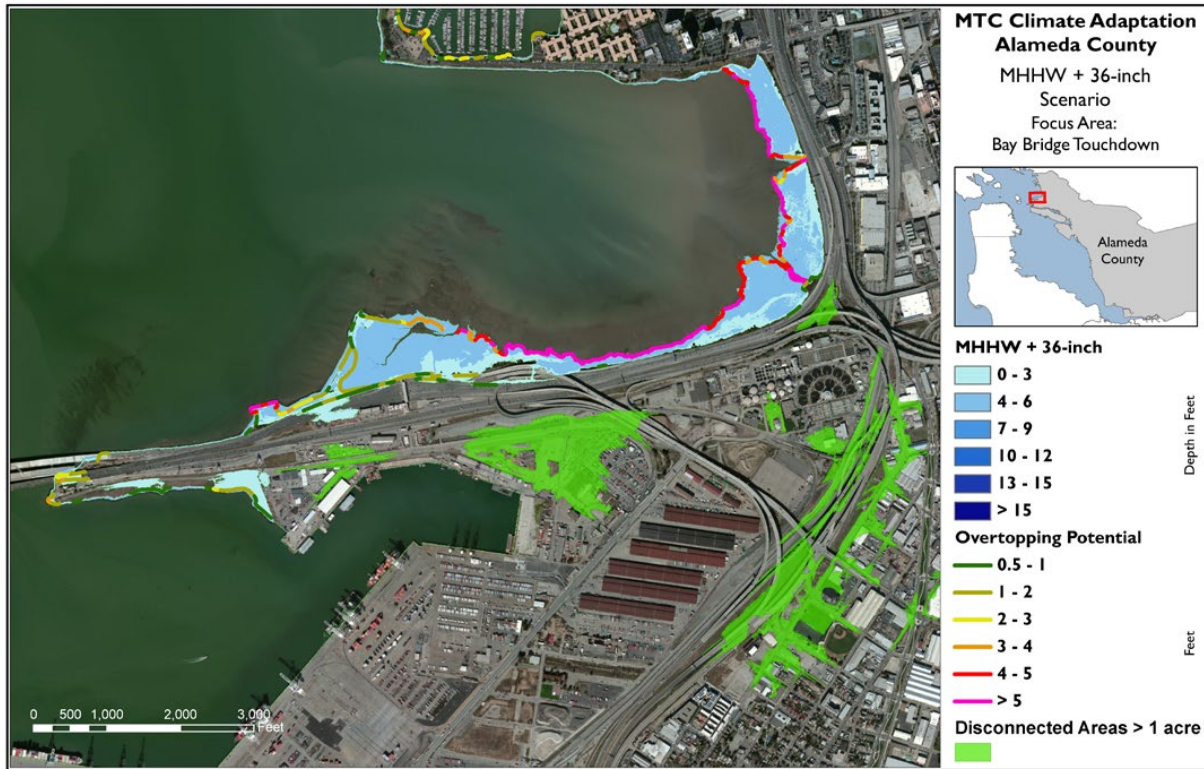 MTC Climate Adaptation
Alameda County
MHHW + 36-inch
Scenario
Focus Area:
Bay Bridge Touchdown
Alameda
County
MHHW + 36-inch
0 - 3
4 - 6
7 - 9
10 - 12
13 - 15
> 15
Depth in Feet
Overtopping Potential
0.5 - 1
1 - 2
2 - 3
3 - 4
4 - 5
> 5
Feet
Disconnected Areas > 1 acre
0 500 1,000 2,000 3,000
Feet